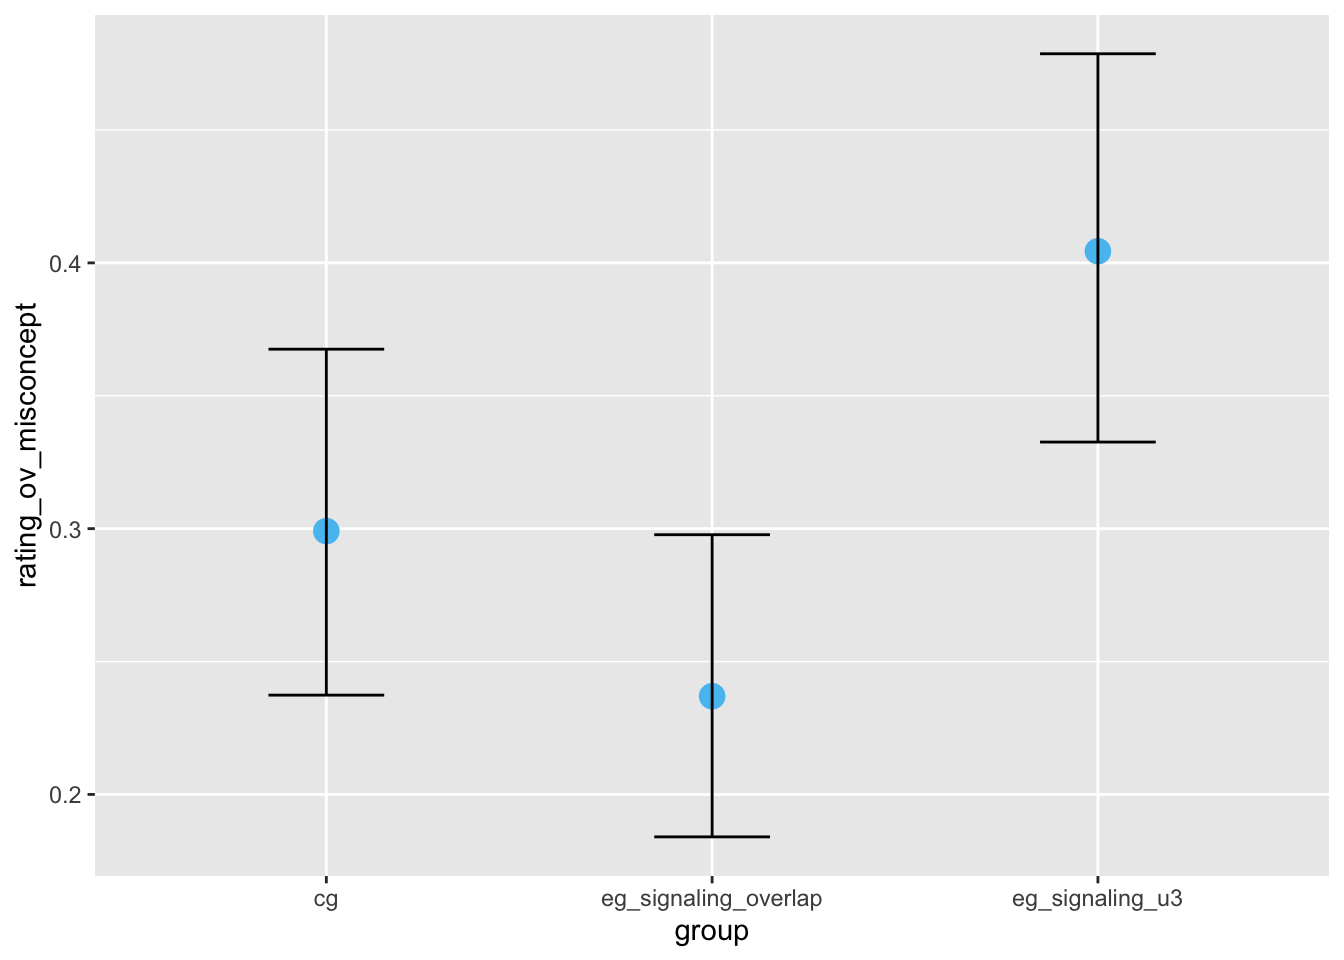 rating_ov_misconcept
0.4
0.3
0.2
cg
eg_signaling_overlap
eg_signaling_u3
group